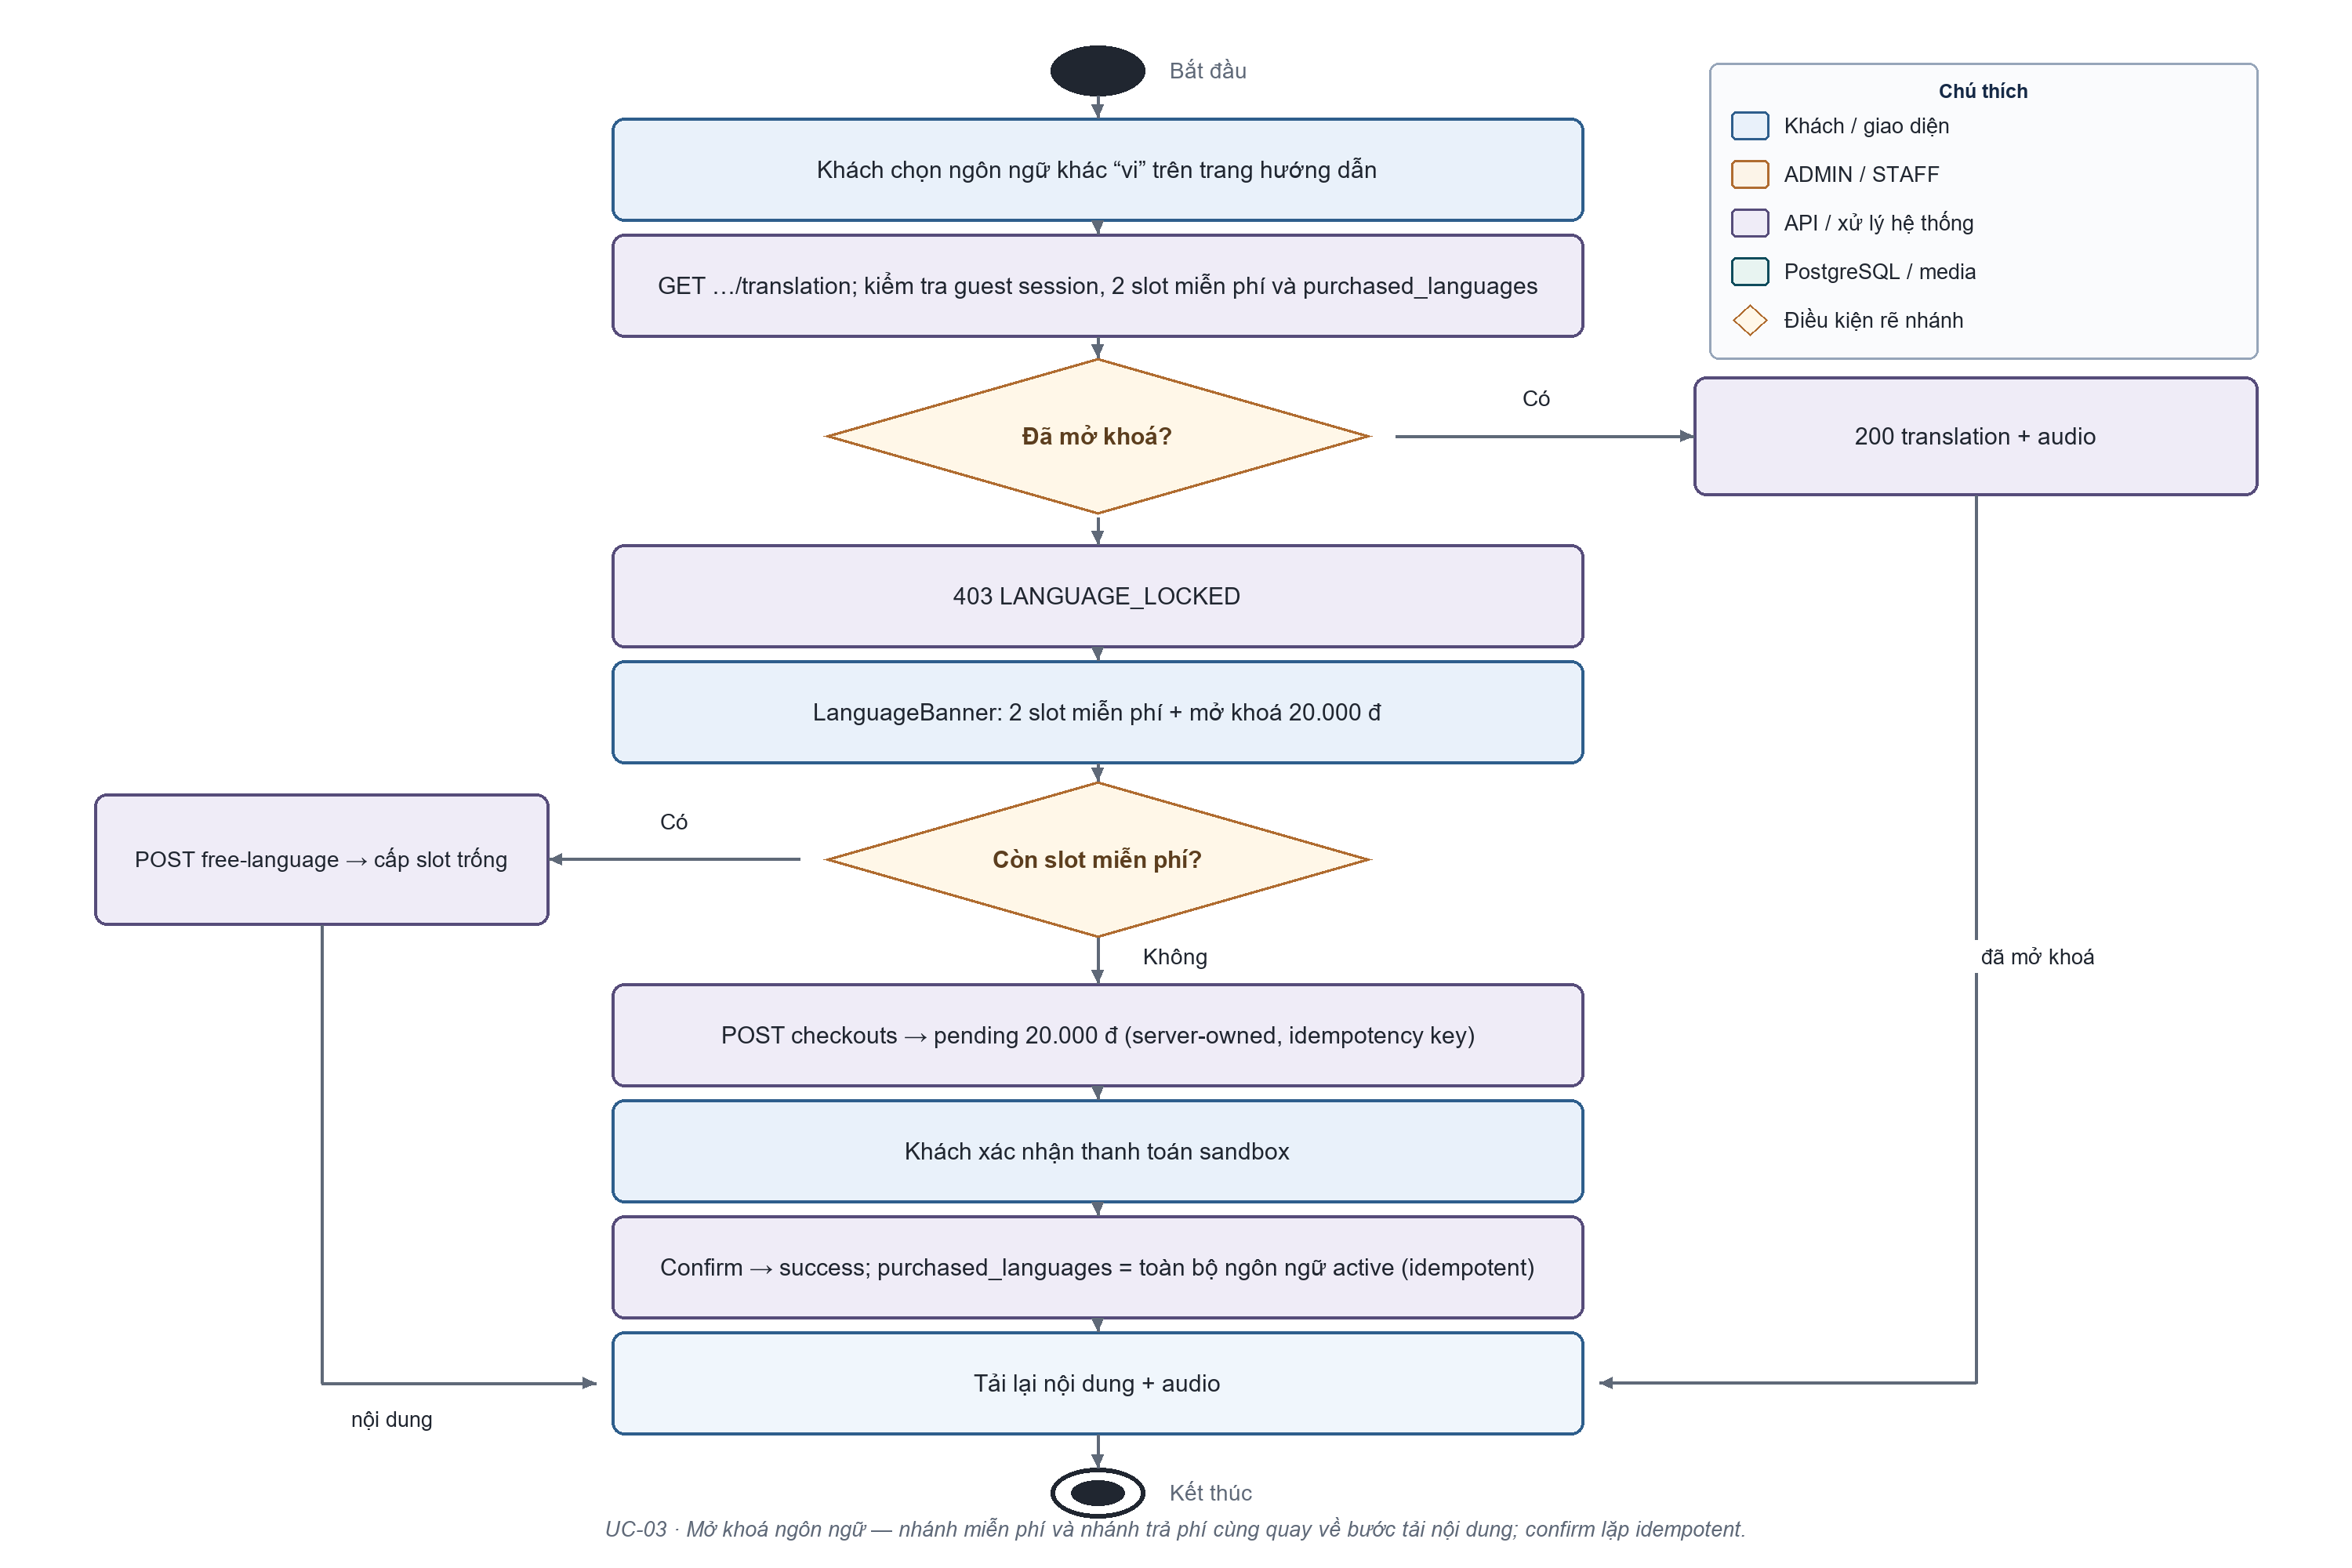 Bắt đầu
Chú thích
Khách / giao diện
ADMIN / STAFF
API / xử lý hệ thống
PostgreSQL / media
Điều kiện rẽ nhánh
Khách chọn ngôn ngữ khác “vi” trên trang hướng dẫn
GET …/translation; kiểm tra guest session, 2 slot miễn phí và purchased_languages
Đã mở khoá?
Có
200 translation + audio
403 LANGUAGE_LOCKED
LanguageBanner: 2 slot miễn phí + mở khoá 20.000 đ
Có
POST free-language → cấp slot trống
Còn slot miễn phí?
Không
đã mở khoá
POST checkouts → pending 20.000 đ (server-owned, idempotency key)
Khách xác nhận thanh toán sandbox
Confirm → success; purchased_languages = toàn bộ ngôn ngữ active (idempotent)
Tải lại nội dung + audio
nội dung
Kết thúc
UC-03 · Mở khoá ngôn ngữ — nhánh miễn phí và nhánh trả phí cùng quay về bước tải nội dung; confirm lặp idempotent.